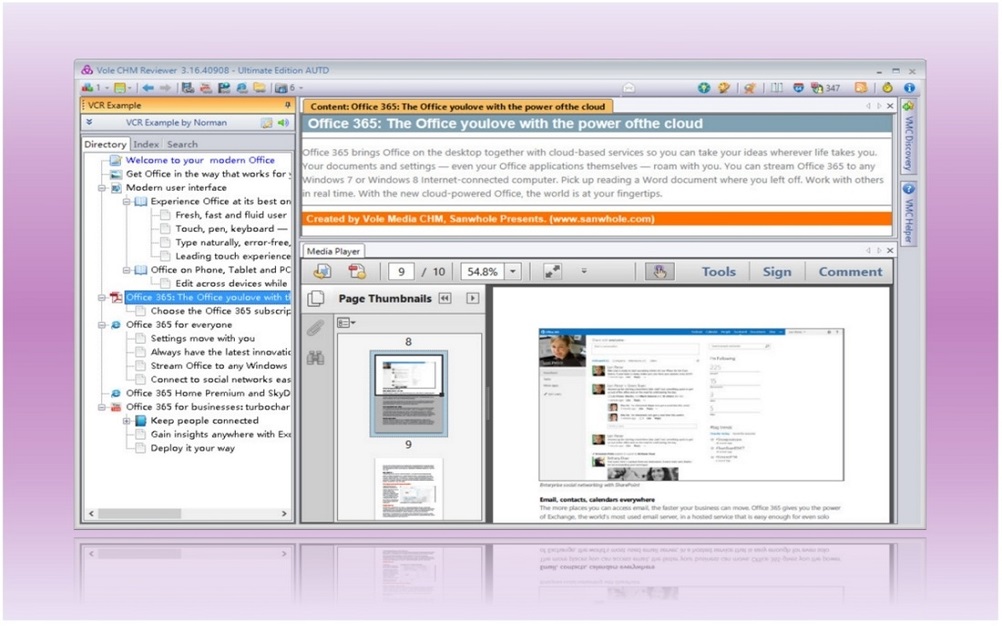 Vole CHM Reviewer 3.16.40908 - Ultimate Edition AUTD
1
6
347
VCR Example
VCR Example by Norman
Directory Index Search
Welcome to your modern Office
Get Office in the way that works for
Modern user interface
Experience Office at its best on
Fresh, fast and fluid user
Touch, pen, keyboard —
Type naturally, error-free,
Leading touch experience
Office on Phone, Tablet and PC
Edit across devices while
Office 365: The Office youlove with t
Choose the Office 365 subscrip
Office 365 for everyone
Settings move with you
Always have the latest innovatio
Stream Office to any Windows
Connect to social networks eas
Office 365 Home Premium and SkyD
Office 365 for businesses: turbochar
Keep people connected
Gain insights anywhere with Exc
Deploy it your way
Content: Office 365: The Office youlove with the power ofthe cloud
Office 365: The Office youlove with the power ofthe cloud
Office 365 brings Office on the desktop together with cloud-based services so you can take your ideas wherever life takes you.
Your documents and settings — even your Office applications themselves — roam with you. You can stream Office 365 to any
Windows 7 or Windows 8 Internet-connected computer. Pick up reading a Word document where you left off. Work with others
in real time. With the new cloud-powered Office, the world is at your fingertips.
Created by Vole Media CHM, Sanwhole Presents. (www.sanwhole.com)
Media Player
9 / 10 54.8% Tools Sign Comment
Page Thumbnails
8
9
I'm Following
Enterprise social networking with SharePoint
Email, contacts, calendars everywhere
The more places you can access email, the faster your business can move. Office 365 gives you the power
of Exchange, the world's most used email server, in a hosted service that is easy enough for even solo
VMC Discovery
VMC Helper